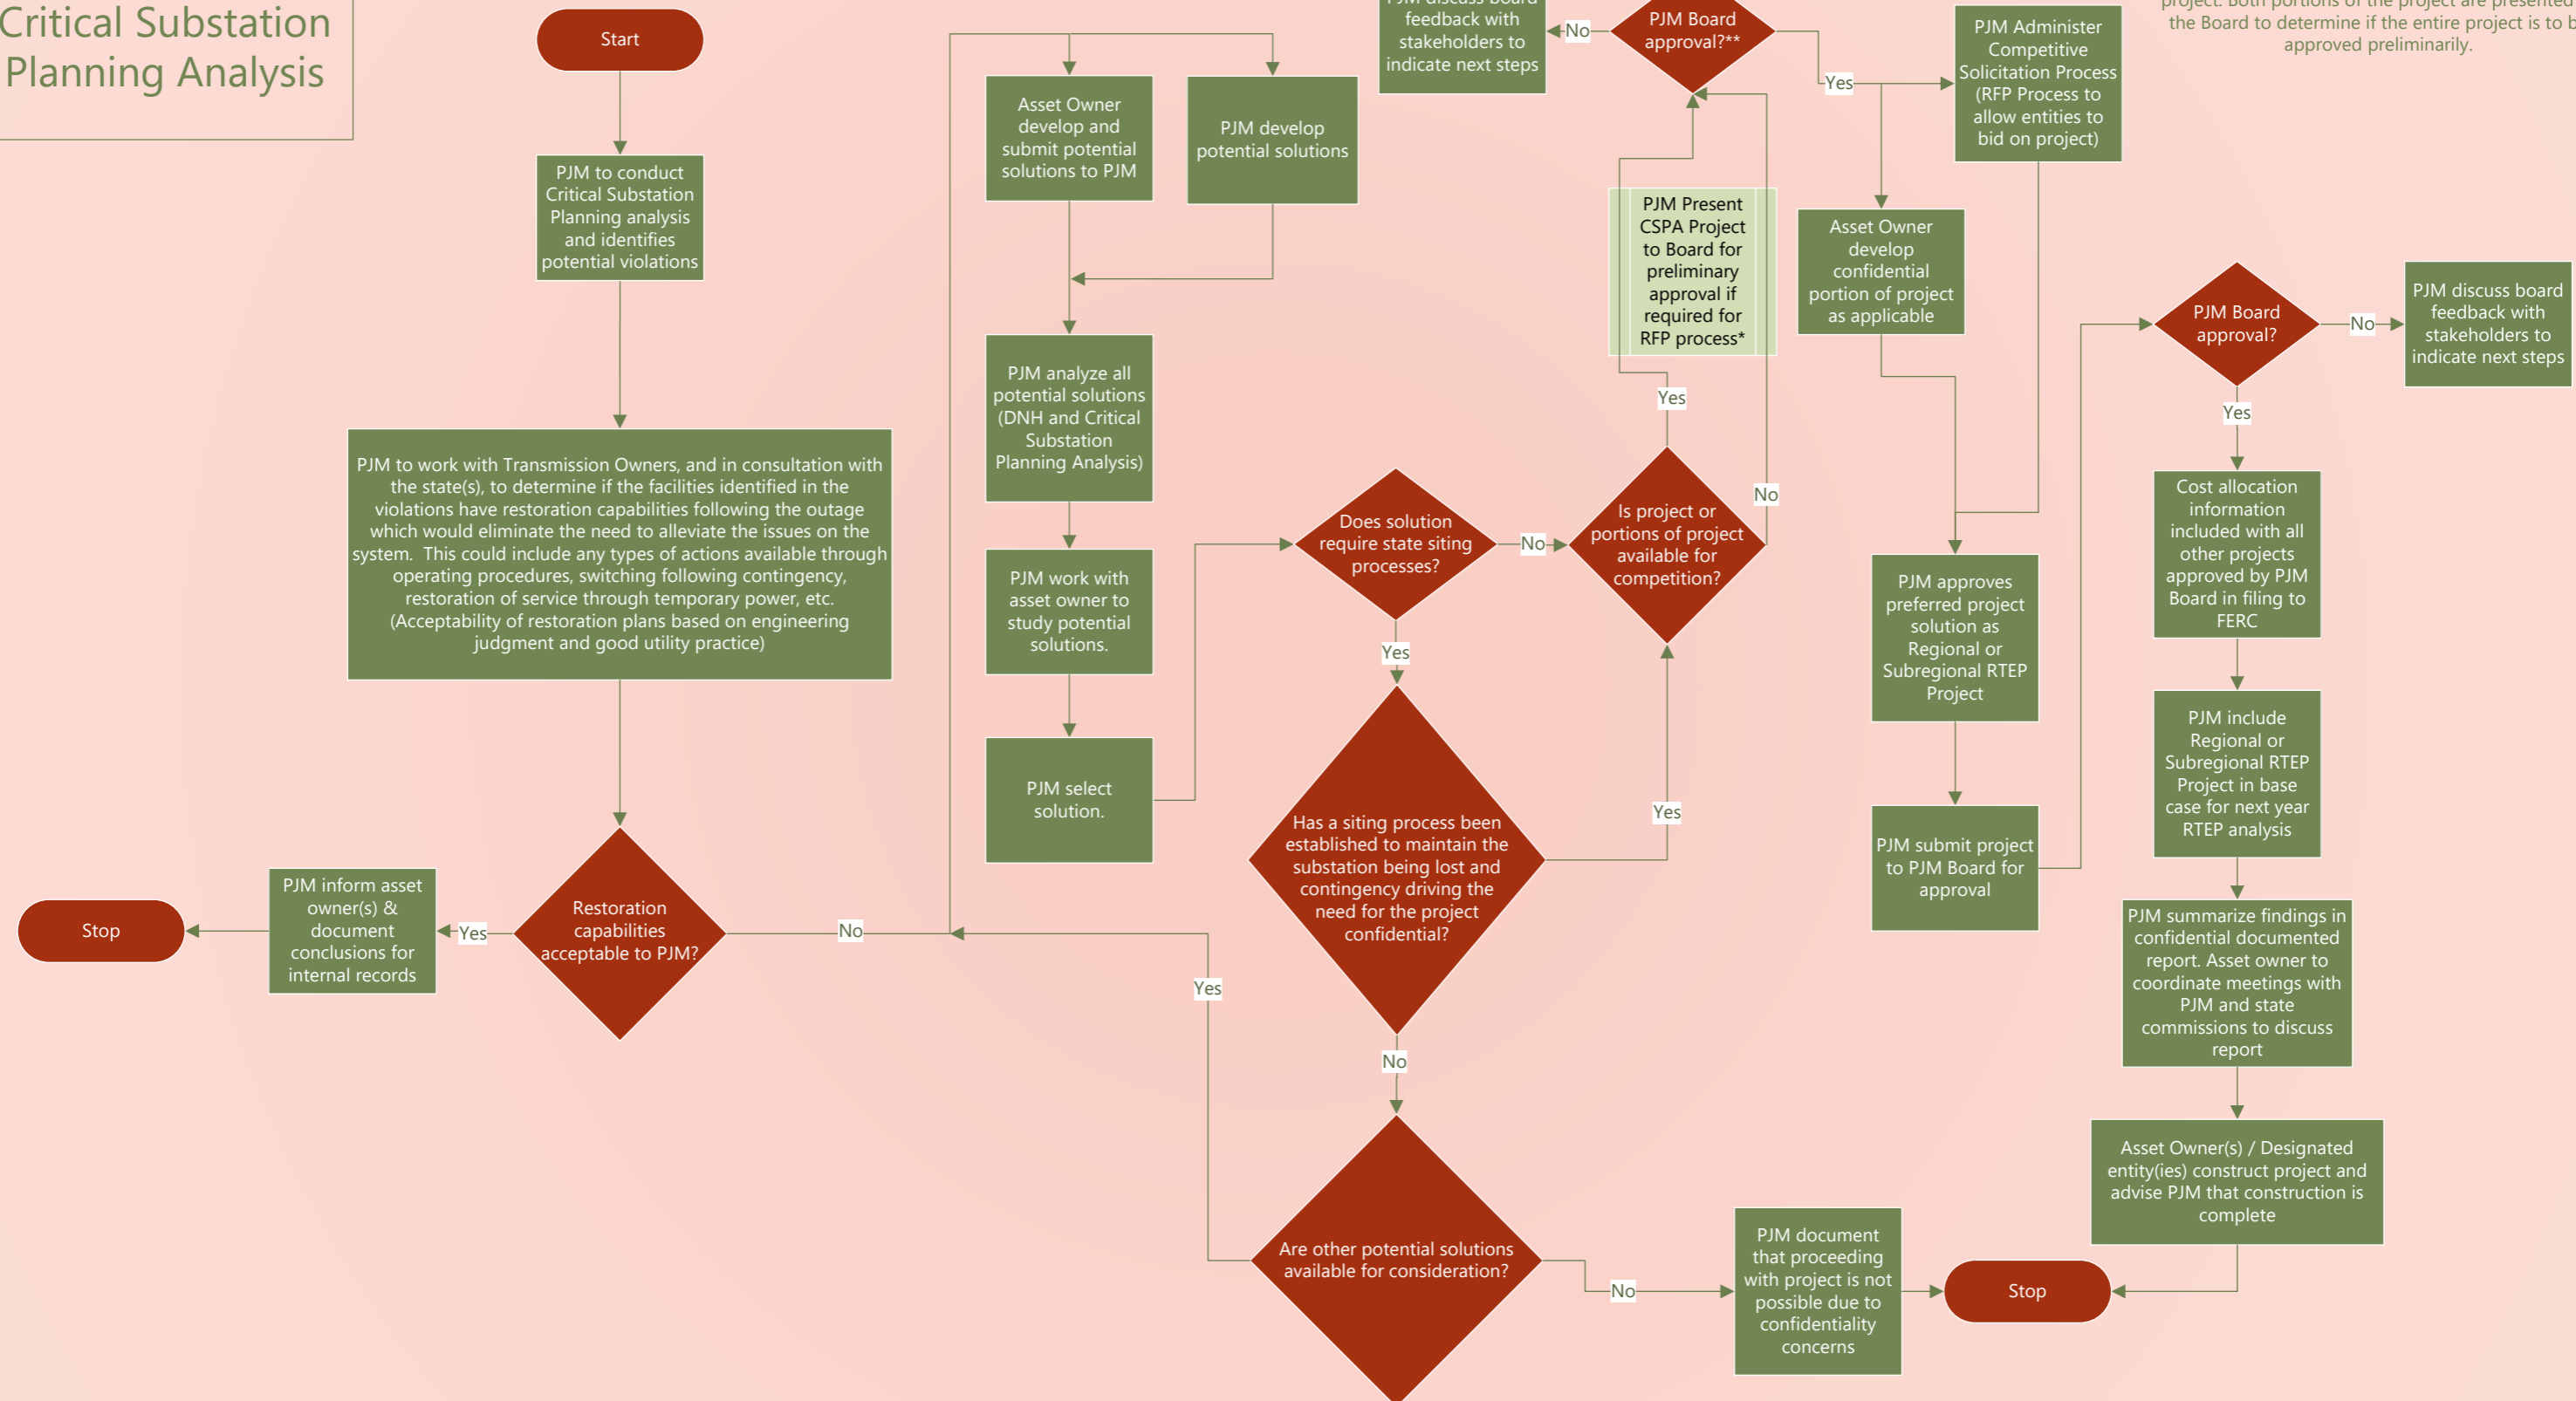 Critical Substation
Planning Analysis
Start
PJM to conduct
Critical Substation
Planning analysis
and identifies
potential violations
PJM to work with Transmission Owners, and in consultation with
the state(s), to determine if the facilities identified in the
violations have restoration capabilities following the outage
which would eliminate the need to alleviate the issues on the
system.  This could include any types of actions available through
operating procedures, switching following contingency,
restoration of service through temporary power, etc.
(Acceptability of restoration plans based on engineering
judgment and good utility practice)
Restoration
capabilities
acceptable to PJM?
Yes
PJM inform asset
owner(s) &
document
conclusions for
internal records
Stop
No
Asset Owner
develop and
submit potential
solutions to PJM
PJM develop
potential solutions
PJM analyze all
potential solutions
(DNH and Critical
Substation
Planning Analysis)
PJM work with
asset owner to
study potential
solutions.
PJM select
solution.
Does solution
require state siting
processes?
No
Yes
Has a siting process been
established to maintain the
substation being lost and
contingency driving the
need for the project
confidential?
Yes
No
Are other potential solutions
available for consideration?
Yes
No
PJM document
that proceeding
with project is not
possible due to
confidentiality
concerns
Stop
Is project or
portions of project
available for
competition?
Yes
No
PJM Present
CSPA Project
to Board for
preliminary
approval if
required for
RFP process*
PJM Board
approval?**
No
PJM discuss board
feedback with
stakeholders to
indicate next steps
Yes
PJM Administer
Competitive
Solicitation Process
(RFP Process to
allow entities to
bid on project)
Asset Owner
develop
confidential
portion of project
as applicable
PJM approves
preferred project
solution as
Regional or
Subregional RTEP
Project
PJM submit project
to PJM Board for
approval
PJM Board
approval?
No
PJM discuss board
feedback with
stakeholders to
indicate next steps
Yes
Cost allocation
information
included with all
other projects
approved by PJM
Board in filing to
FERC
PJM include
Regional or
Subregional RTEP
Project in base
case for next year
RTEP analysis
PJM summarize findings in
confidential documented
report. Asset owner to
coordinate meetings with
PJM and state
commissions to discuss
report
Asset Owner(s) / Designated
entity(ies) construct project and
advise PJM that construction is
complete
project. Both portions of the project are presented
the Board to determine if the entire project is to
approved preliminarily.